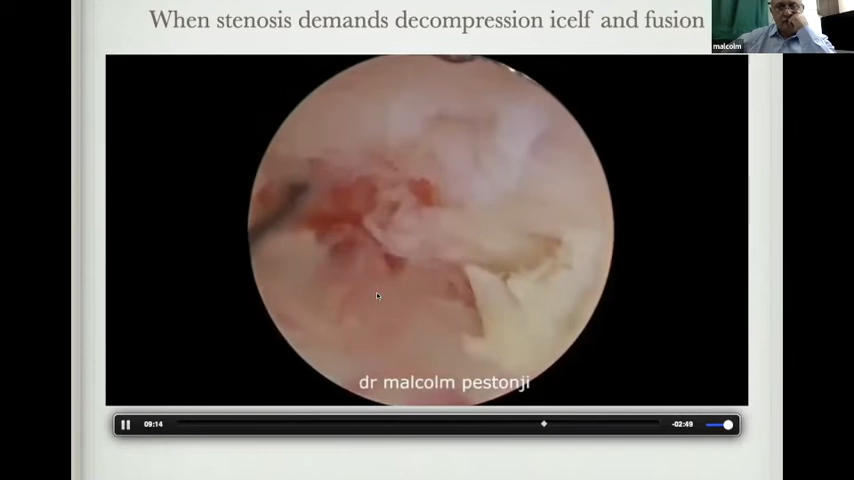 When stenosis demands decompression icelf and fusion
malcolm
dr malcolm pestonji
09:14
-02:49